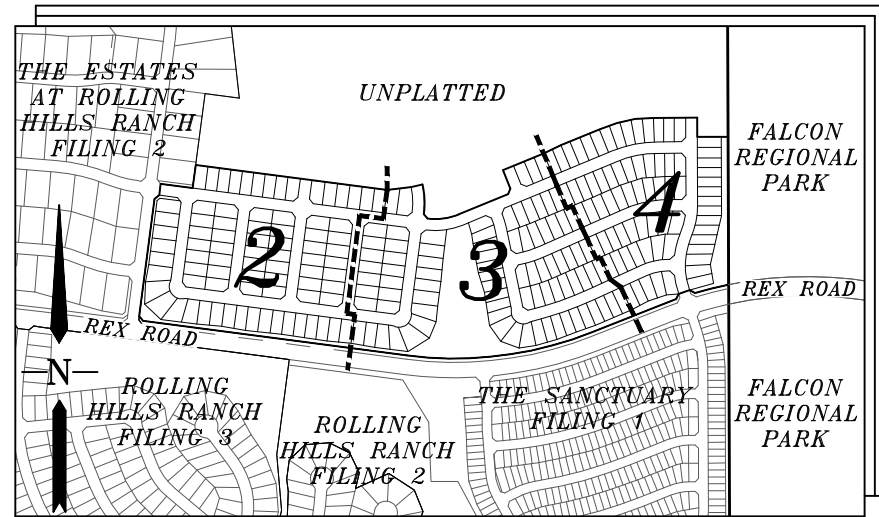 THE ESTATES
AT ROLLING
HILLS RANCH
FILING 2
UNPLATTED
FALCON
REGIONAL
PARK
2
3
4
REX ROAD
REX ROAD
N
ROLLING
HILLS RANCH
FILING 3
ROLLING
HILLS RANCH
FILING 2
THE SANCTUARY
FILING 1
FALCON
REGIONAL
PARK